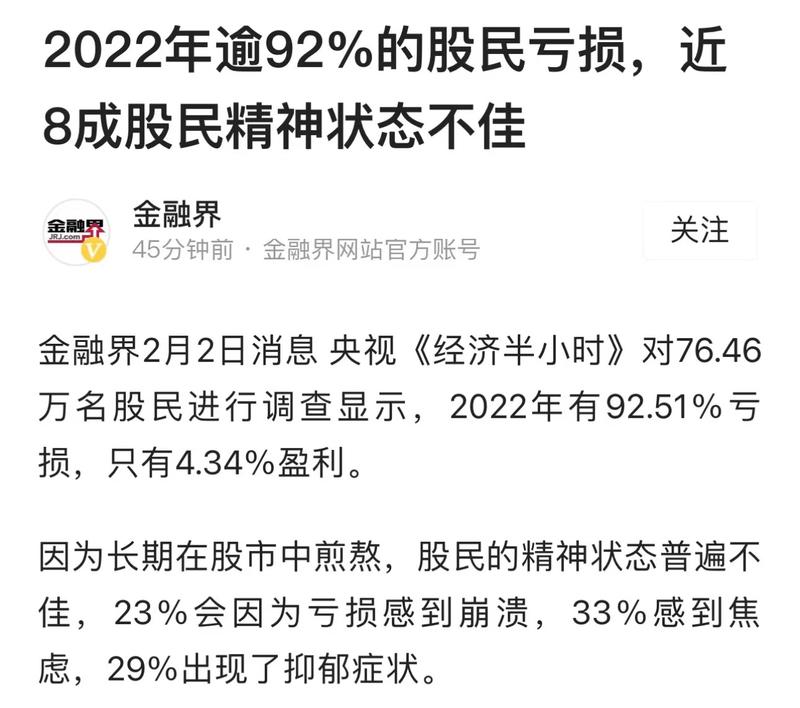 2022年逾92%的股民亏损，近
8成股民精神状态不佳
金融界
JRJ.com
金融界
45分钟前 · 金融界网站官方账号
关注
金融界2月2日消息 央视《经济半小时》对76.46
万名股民进行调查显示，2022年有92.51%亏
损，只有4.34%盈利。
因为长期在股市中煎熬，股民的精神状态普遍不
佳，23%会因为亏损感到崩溃，33%感到焦
虑，29%出现了抑郁症状。